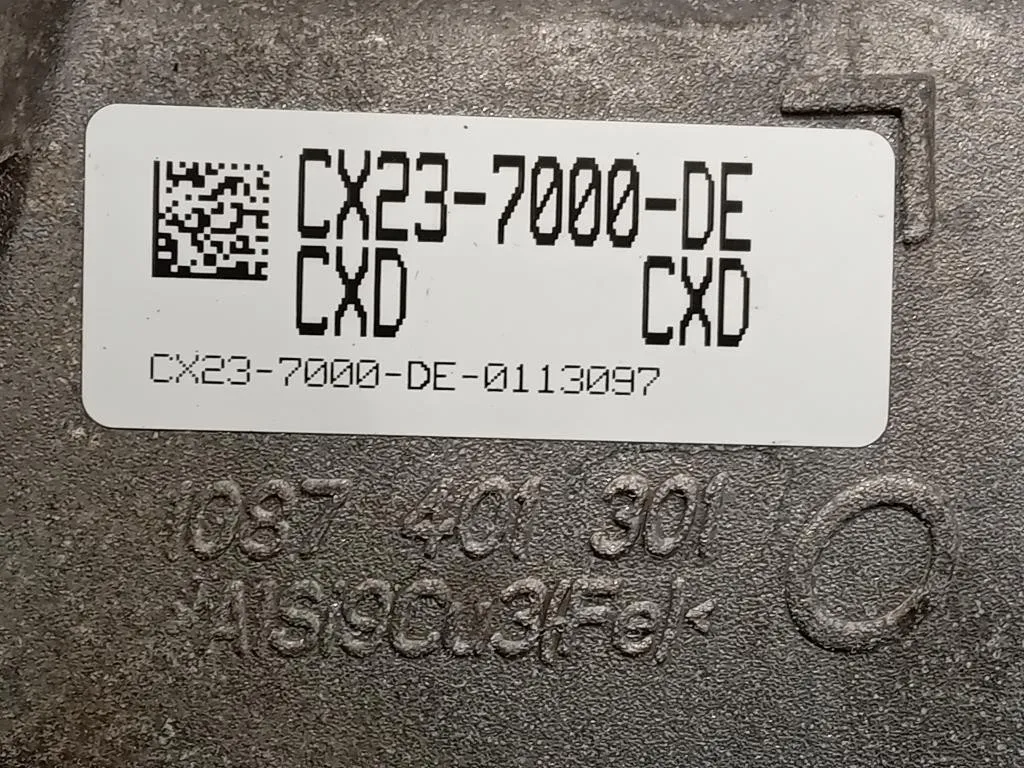 CX23-7000-DE
CXD CXD
CX23-7000-DE-0113097
1087 401 301
>AlSi9Cu3(Fe)<